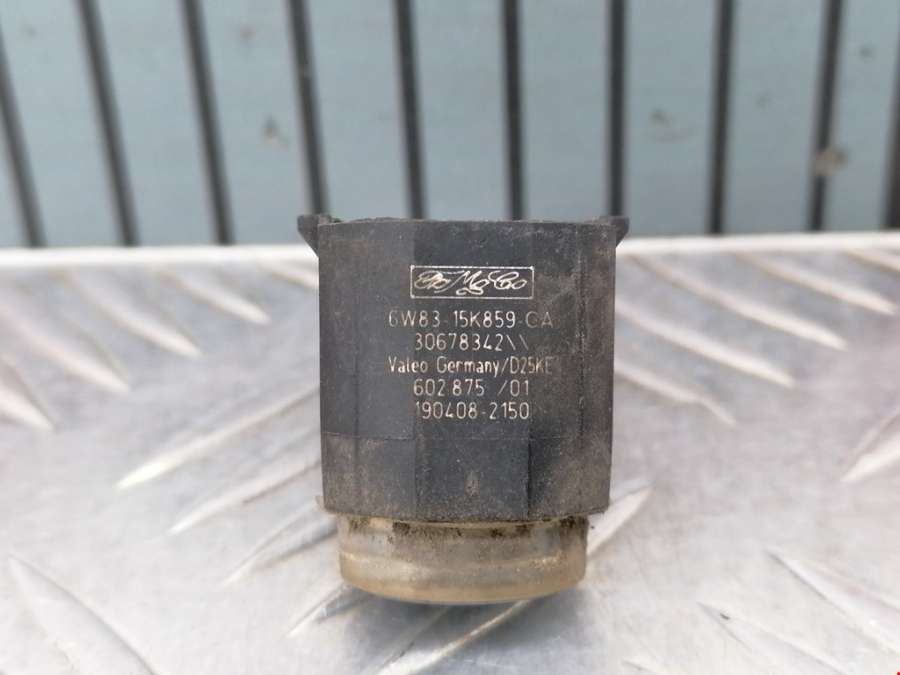 FoMoCo
6W83-15K859-CA
30678342\\
Valeo Germany/D25KE
602.875 /01
190408-2150